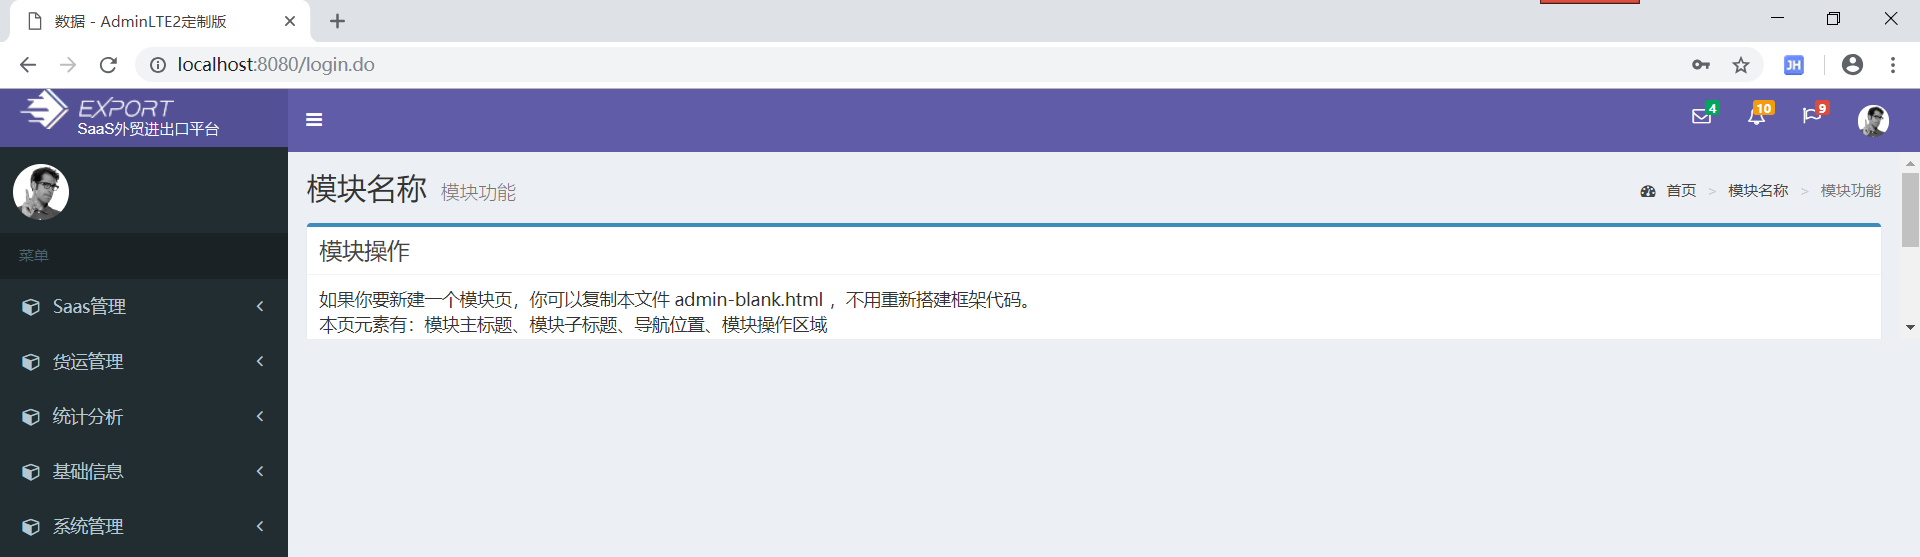 数据 - AdminLTE2定制版
localhost:8080/login.do
JH
EXPORT
SaaS外贸进出口平台
4
10
9
模块名称 模块功能
首页 > 模块名称 > 模块功能
菜单
模块操作
如果你要新建一个模块页，你可以复制本文件 admin-blank.html ，不用重新搭建框架代码。
本页元素有：模块主标题、模块子标题、导航位置、模块操作区域
Saas管理
货运管理
统计分析
基础信息
系统管理